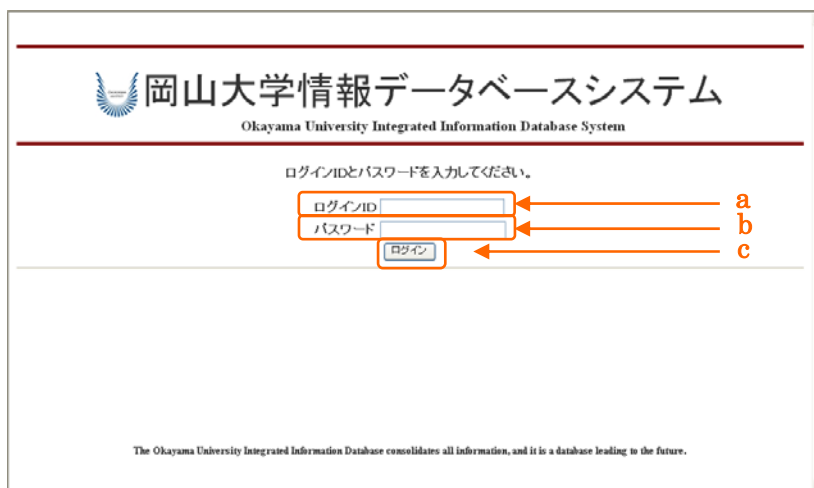 岡山大学情報データベースシステム
Okayama University Integrated Information Database System
ログインIDとパスワードを入力してください。
ログインID
a
パスワード
b
ログイン
c
The Okayama University Integrated Information Database consolidates all information, and it is a database leading to the future.